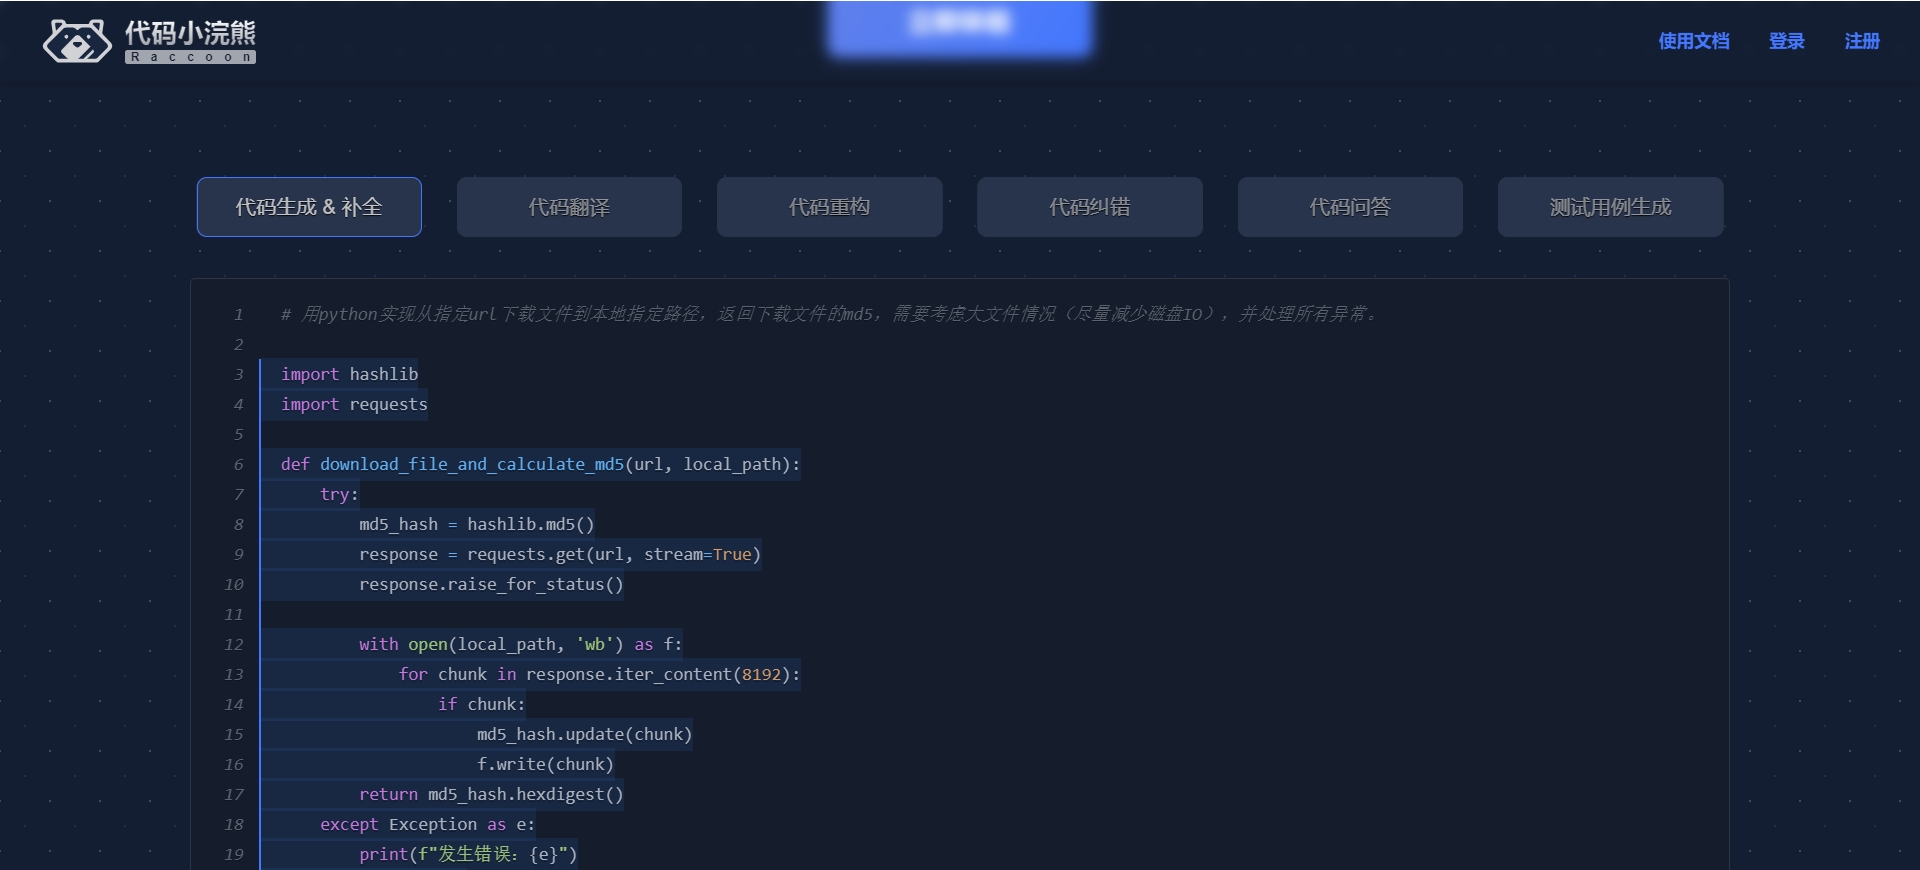 代码小浣熊
Raccoon
使用文档 登录 注册
代码生成 & 补全 代码翻译 代码重构 代码纠错 代码问答 测试用例生成
1 # 用python实现从指定url下载文件到本地指定路径，返回下载文件的md5，需要考虑大文件情况（尽量减少磁盘IO），并处理所有异常。
2
3 import hashlib
4 import requests
5
6 def download_file_and_calculate_md5(url, local_path):
7     try:
8         md5_hash = hashlib.md5()
9         response = requests.get(url, stream=True)
10         response.raise_for_status()
11
12         with open(local_path, 'wb') as f:
13             for chunk in response.iter_content(8192):
14                 if chunk:
15                     md5_hash.update(chunk)
16                     f.write(chunk)
17         return md5_hash.hexdigest()
18     except Exception as e:
19         print(f"发生错误：{e}")